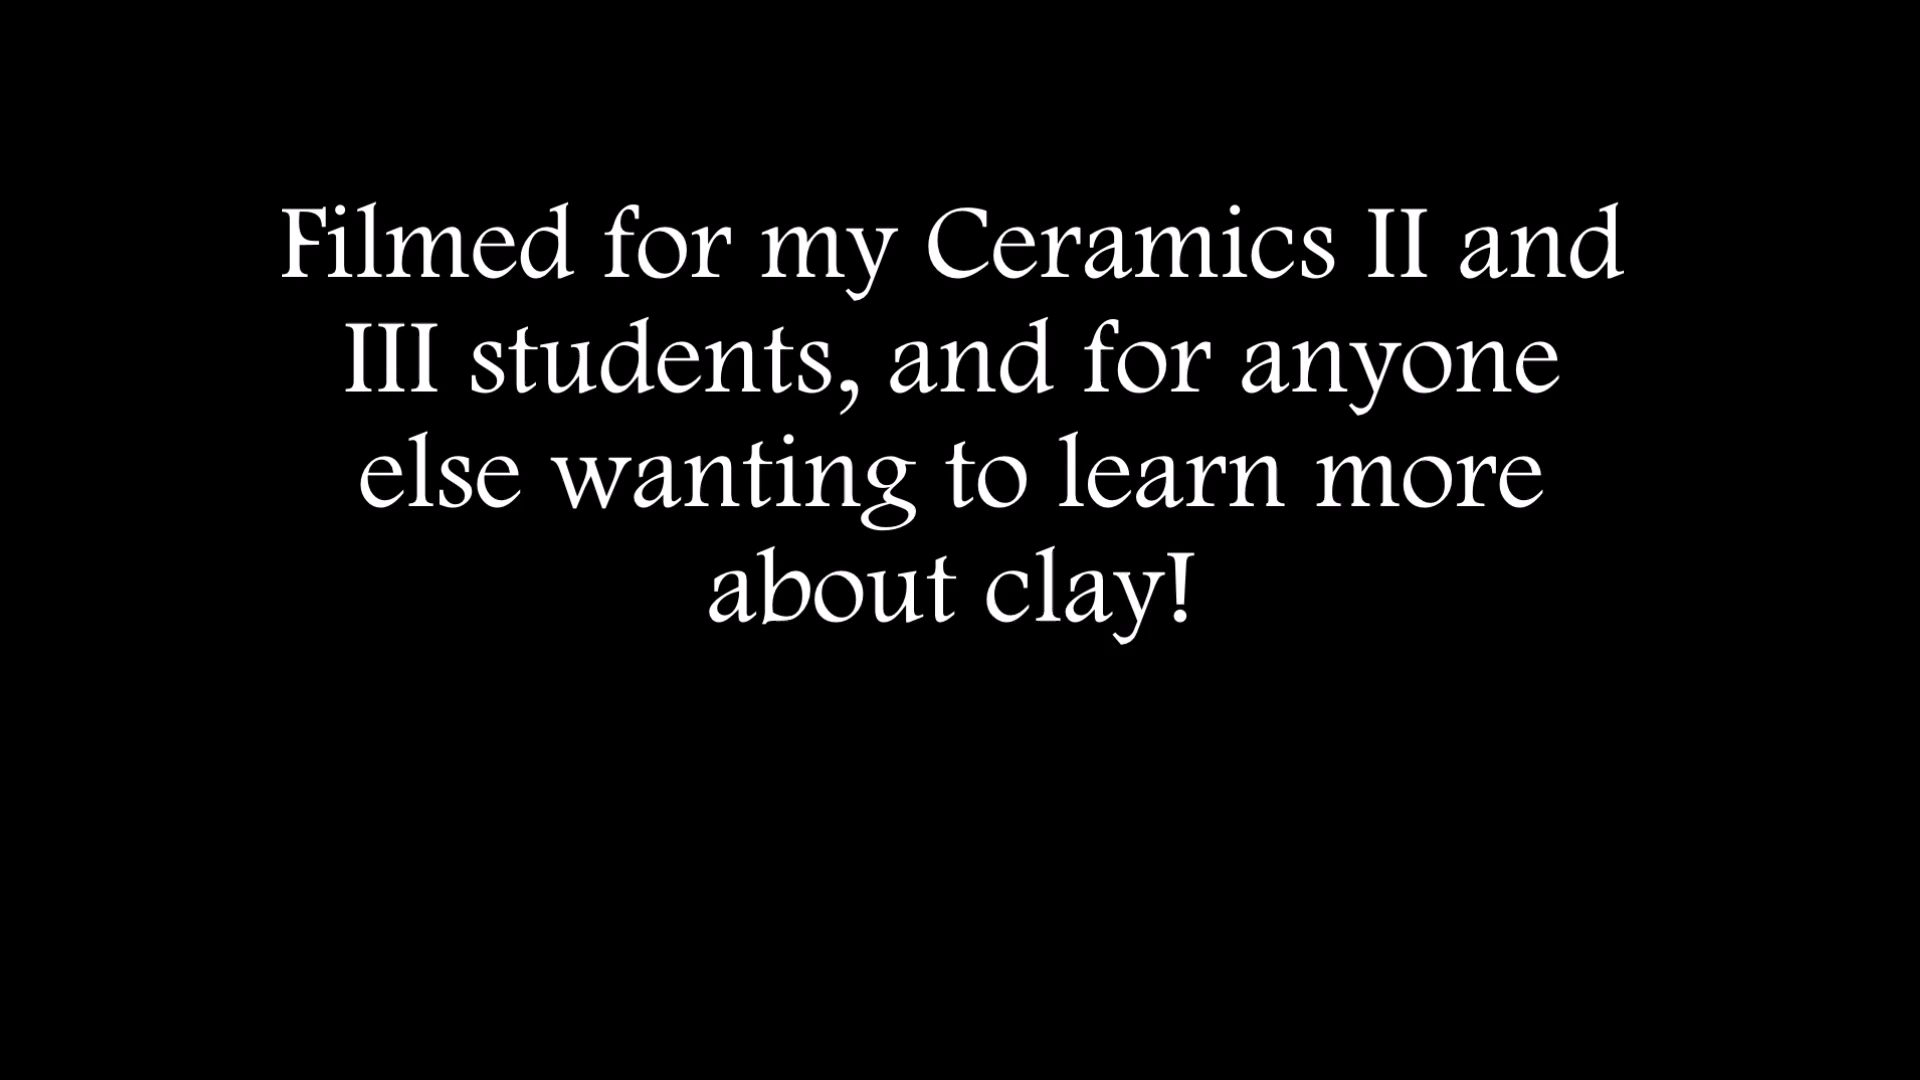 Filmed for my Ceramics II and
III students, and for anyone
else wanting to learn more
about clay!